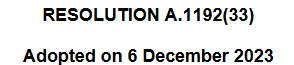 RESOLUTION A.1192(33)
Adopted on 6 December 2023